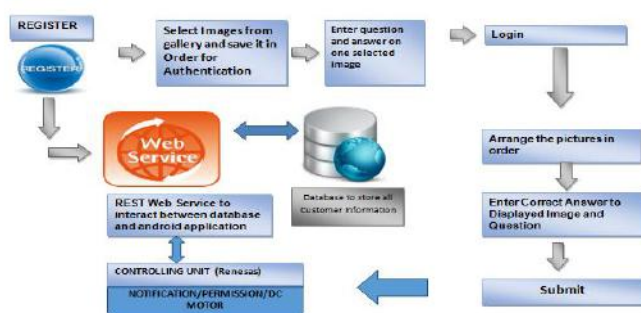 REGISTER
REGISTER
Select Images from
gallery and save it in
Order for
Authentication
Enter question
and answer on
one selected
image
Login
Arrange the pictures in
order
Enter Correct Answer to
Displayed Image and
Question
Submit
Web
Service
REST Web Service to
interact between database
and android application
Database to store all
Customer Information
CONTROLLING UNIT (Renesas)
NOTIFICATION/PERMISSION/DC
MOTOR